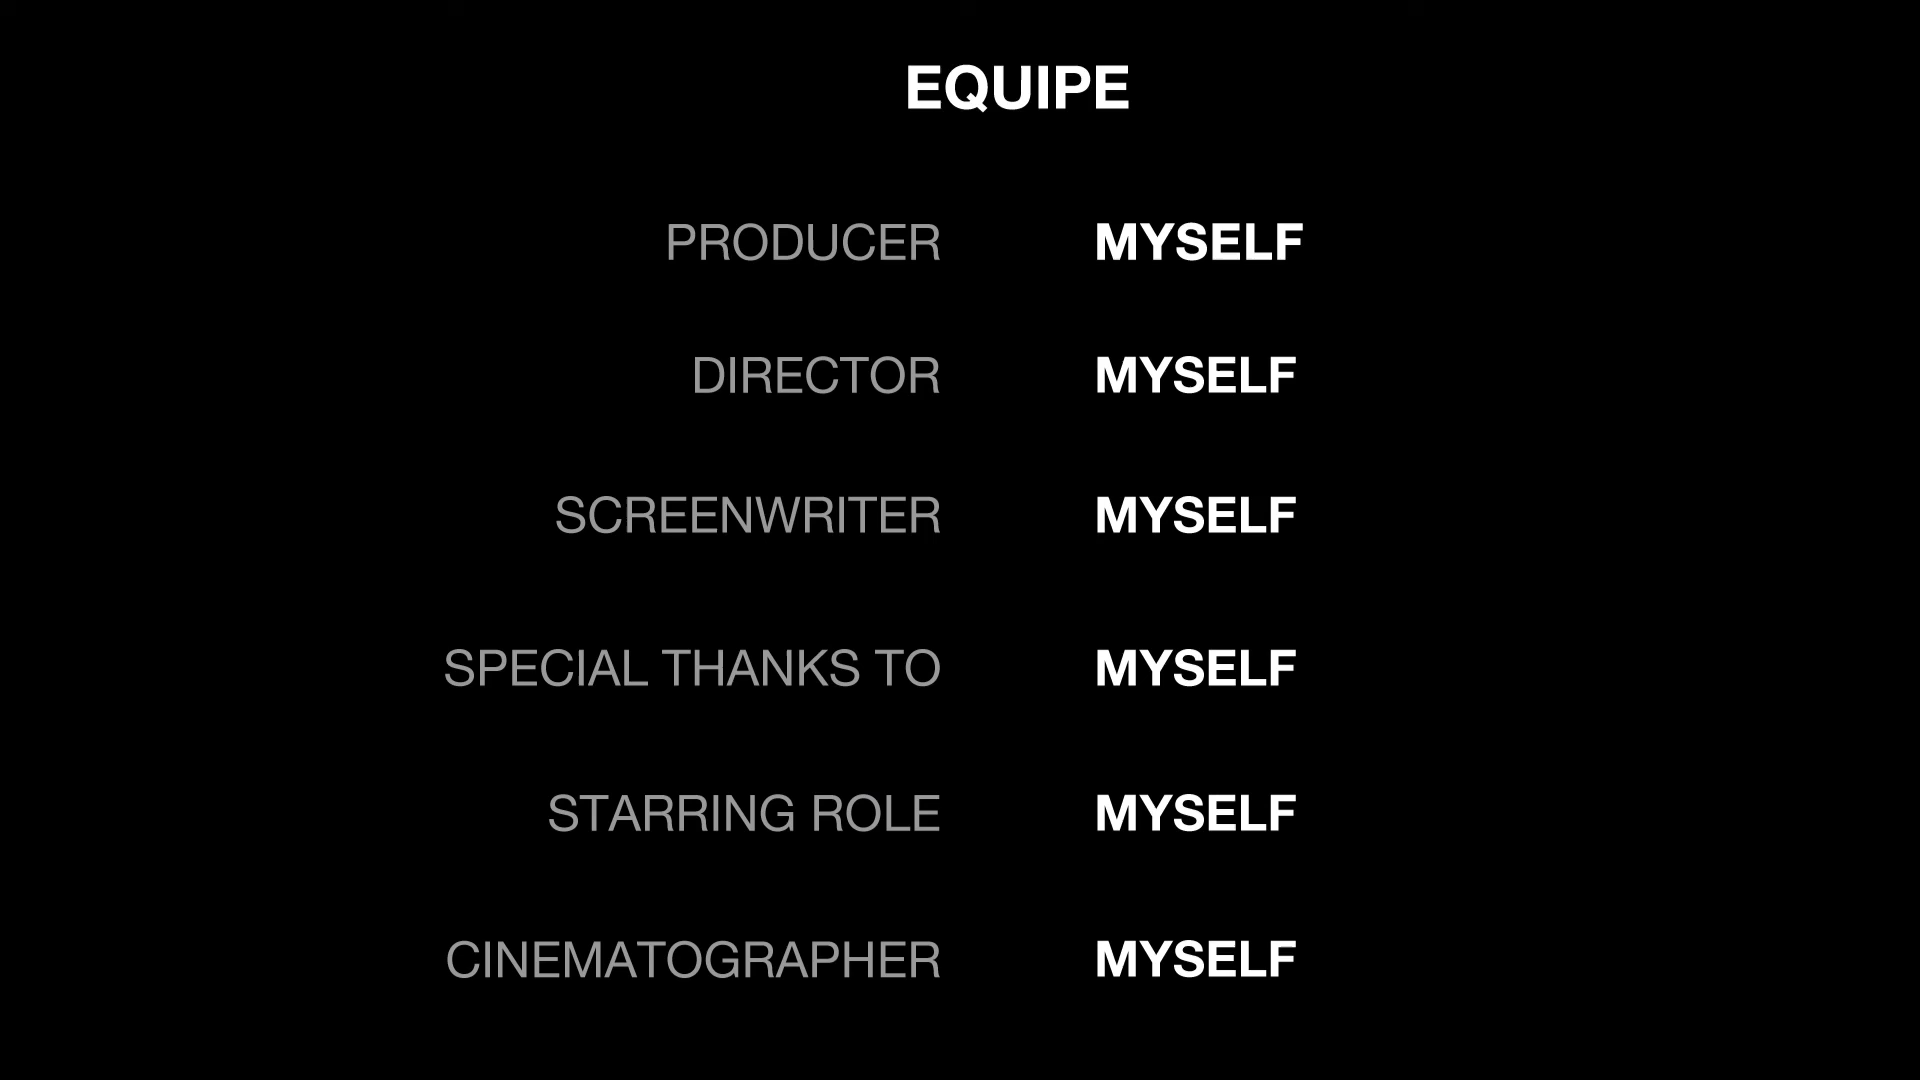 EQUIPE
PRODUCER MYSELF
DIRECTOR MYSELF
SCREENWRITER MYSELF
SPECIAL THANKS TO MYSELF
STARRING ROLE MYSELF
CINEMATOGRAPHER MYSELF